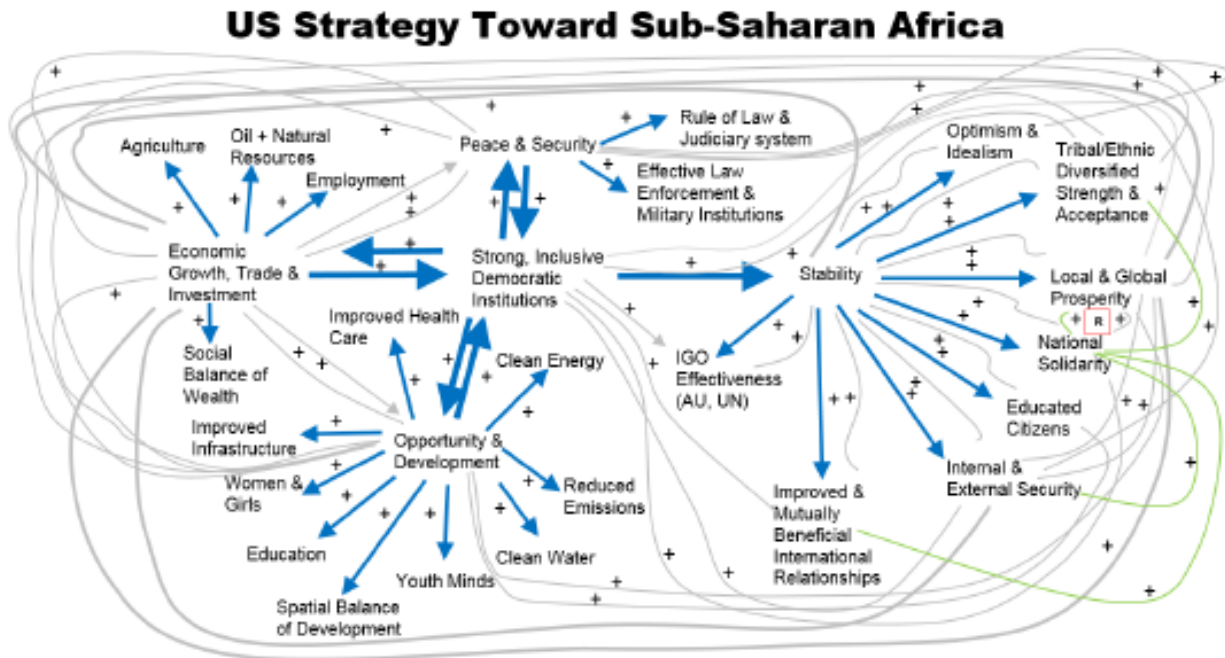 US Strategy Toward Sub-Saharan Africa
Agriculture
Oil + Natural
Resources
Employment
Peace & Security
Rule of Law &
Judiciary system
Effective Law
Enforcement &
Military Institutions
Optimism &
Idealism
Tribal/Ethnic
Diversified
Strength &
Acceptance
Economic
Growth, Trade &
Investment
Strong, Inclusive
Democratic
Institutions
Stability
Local & Global
Prosperity
R
National
Solidarity
Social
Balance of
Wealth
Improved Health
Care
Clean Energy
IGO
Effectiveness
(AU, UN)
Educated
Citizens
Improved
Infrastructure
Opportunity &
Development
Internal &
External Security
Women &
Girls
Reduced
Emissions
Improved &
Mutually
Beneficial
International
Relationships
Education
Youth Minds
Clean Water
Spatial Balance
of Development